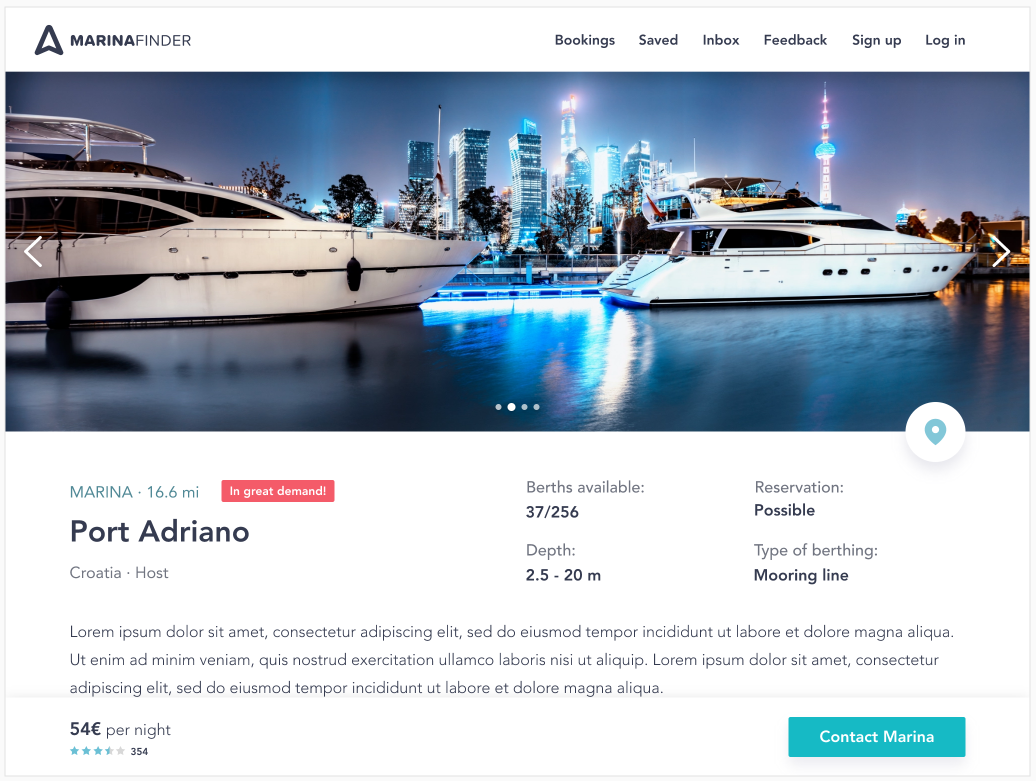 MARINAFINDER
Bookings Saved Inbox Feedback Sign up Log in
MARINA · 16.6 mi
In great demand!
Port Adriano
Croatia · Host
Berths available:
37/256
Reservation:
Possible
Depth:
2.5 - 20 m
Type of berthing:
Mooring line
Lorem ipsum dolor sit amet, consectetur adipiscing elit, sed do eiusmod tempor incididunt ut labore et dolore magna aliqua.
Ut enim ad minim veniam, quis nostrud exercitation ullamco laboris nisi ut aliquip. Lorem ipsum dolor sit amet, consectetur
adipiscing elit, sed do eiusmod tempor incididunt ut labore et dolore magna aliqua.
54€ per night
354
Contact Marina